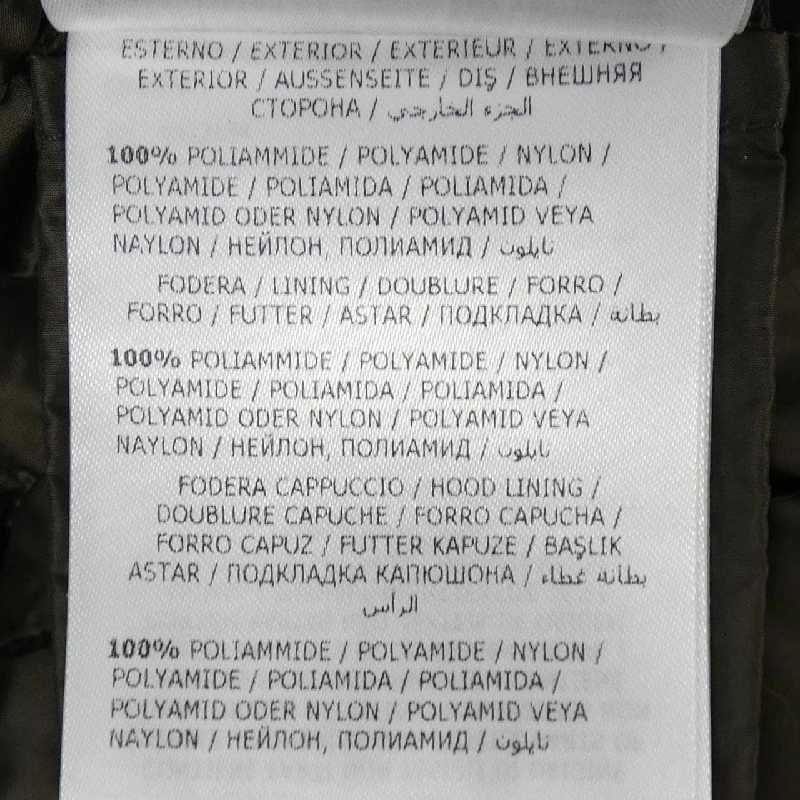 ESTERNO / EXTERIOR / EXTERIEUR / EXTERNO /
EXTERIOR / AUSSENSEITE / DIŞ / ВНЕШНЯЯ
СТОРОНА / الجزء الخارجي
100% POLIAMMIDE / POLYAMIDE / NYLON /
POLYAMIDE / POLIAMIDA / POLIAMIDA /
POLYAMID ODER NYLON / POLYAMID VEYA
NAYLON / НЕЙЛОН, ПОЛИАМИД / نايلون
FODERA / LINING / DOUBLURE / FORRO /
FORRO / FUTTER / ASTAR / ПОДКЛАДКА / بطانة
100% POLIAMMIDE / POLYAMIDE / NYLON /
POLYAMIDE / POLIAMIDA / POLIAMIDA /
POLYAMID ODER NYLON / POLYAMID VEYA
NAYLON / НЕЙЛОН, ПОЛИАМИД / نايلون
FODERA CAPPUCCIO / HOOD LINING /
DOUBLURE CAPUCHE / FORRO CAPUCHA /
FORRO CAPUZ / FUTTER KAPUZE / BAŞLIK
ASTAR / ПОДКЛАДКА КАПЮШОНА / بطانة غطاء
الرأس
100% POLIAMMIDE / POLYAMIDE / NYLON /
POLYAMIDE / POLIAMIDA / POLIAMIDA /
POLYAMID ODER NYLON / POLYAMID VEYA
NAYLON / НЕЙЛОН, ПОЛИАМИД / نايلون